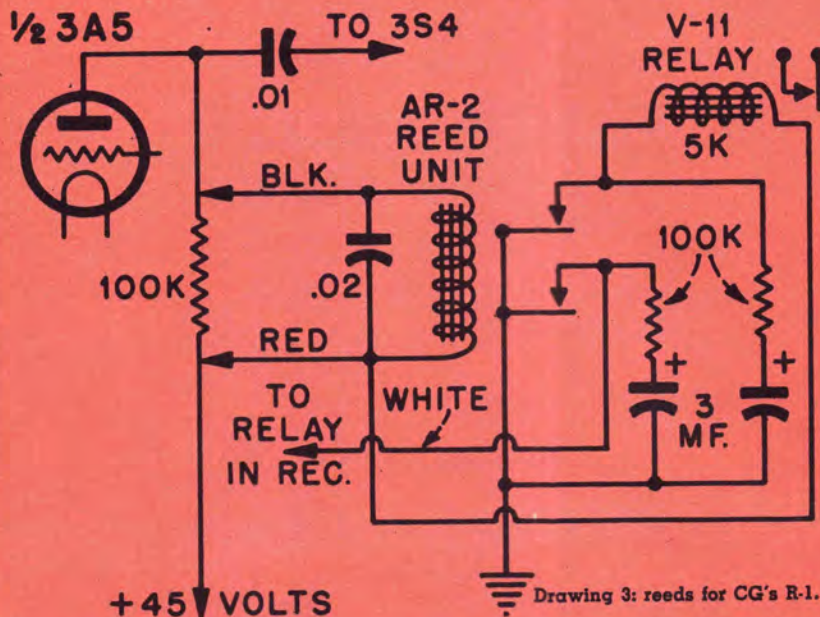 ½ 3A5
TO 3S4
.01
V-11
RELAY
5K
AR-2
REED
UNIT
BLK.
100K
.02
100K
RED
+
+
TO
RELAY
IN REC.
WHITE
3
MF.
+45 VOLTS
Drawing 3: reeds for CG's R-1.